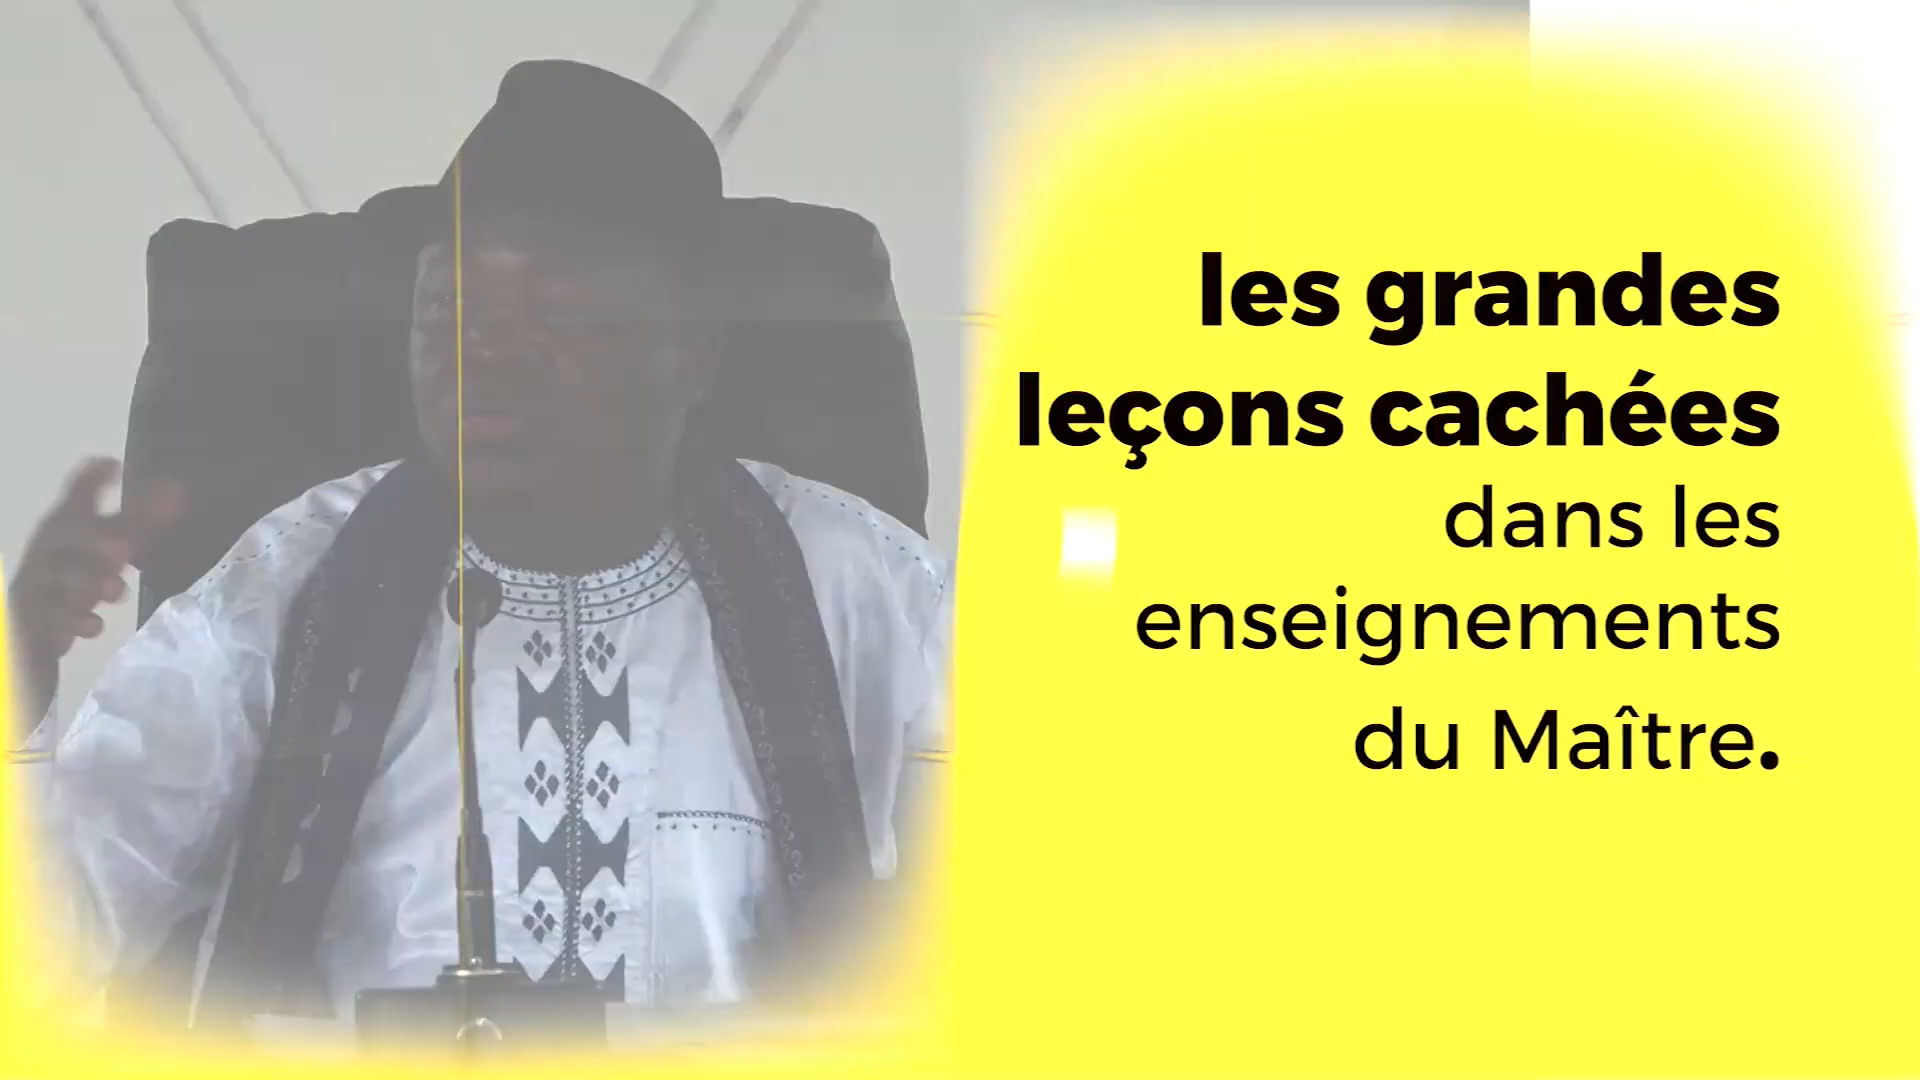 les grandes
leçons cachées
dans les
enseignements
du Maître.